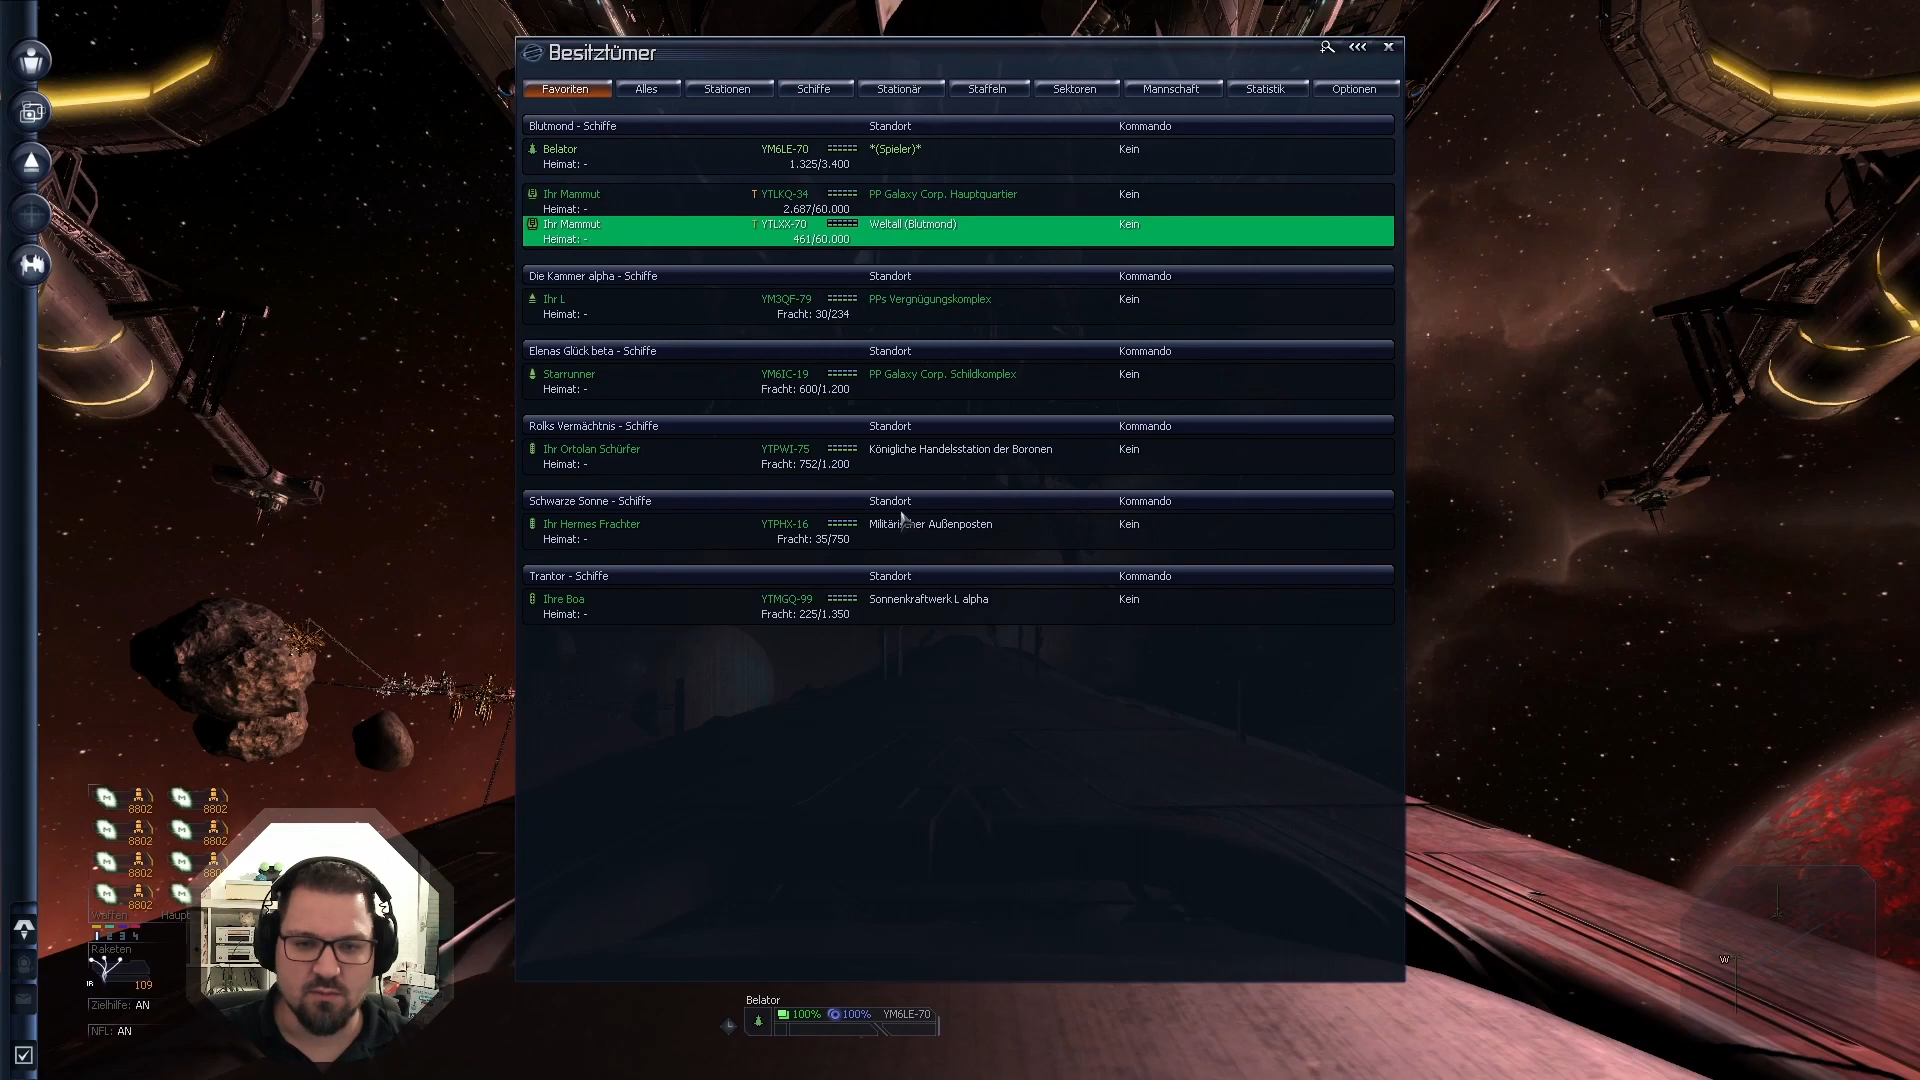 Besitztümer
Favoriten Alles Stationen Schiffe Stationär Staffeln Sektoren Mannschaft Statistik Optionen
Blutmond - Schiffe Standort Kommando
Belator YM6LE-70 *(Spieler)* Kein
Heimat: - 1.325/3.400
Ihr Mammut T YTLKQ-34 PP Galaxy Corp. Hauptquartier Kein
Heimat: - 2.687/60.000
Ihr Mammut T YTLXX-70 Weltall (Blutmond) Kein
Heimat: - 461/60.000
Die Kammer alpha - Schiffe Standort Kommando
Ihr L YM3QF-79 PPs Vergnügungskomplex Kein
Heimat: - Fracht: 30/234
Elenas Glück beta - Schiffe Standort Kommando
Starrunner YM6IC-19 PP Galaxy Corp. Schildkomplex Kein
Heimat: - Fracht: 600/1.200
Rolks Vermächtnis - Schiffe Standort Kommando
Ihr Ortolan Schürfer YTPWI-75 Königliche Handelsstation der Boronen Kein
Heimat: - Fracht: 752/1.200
Schwarze Sonne - Schiffe Standort Kommando
Ihr Hermes Frachter YTPHX-16 Militärischer Außenposten Kein
Heimat: - Fracht: 35/750
Trantor - Schiffe Standort Kommando
Ihre Boa YTMGQ-99 Sonnenkraftwerk L alpha Kein
Heimat: - Fracht: 225/1.350
8802 8802
8802 8802
8802
8802
Waffen Haupt
1 2 3 4
Raketen
IR 109
Zielhilfe: AN
NFL: AN
Belator
100% 100% YM6LE-70
W